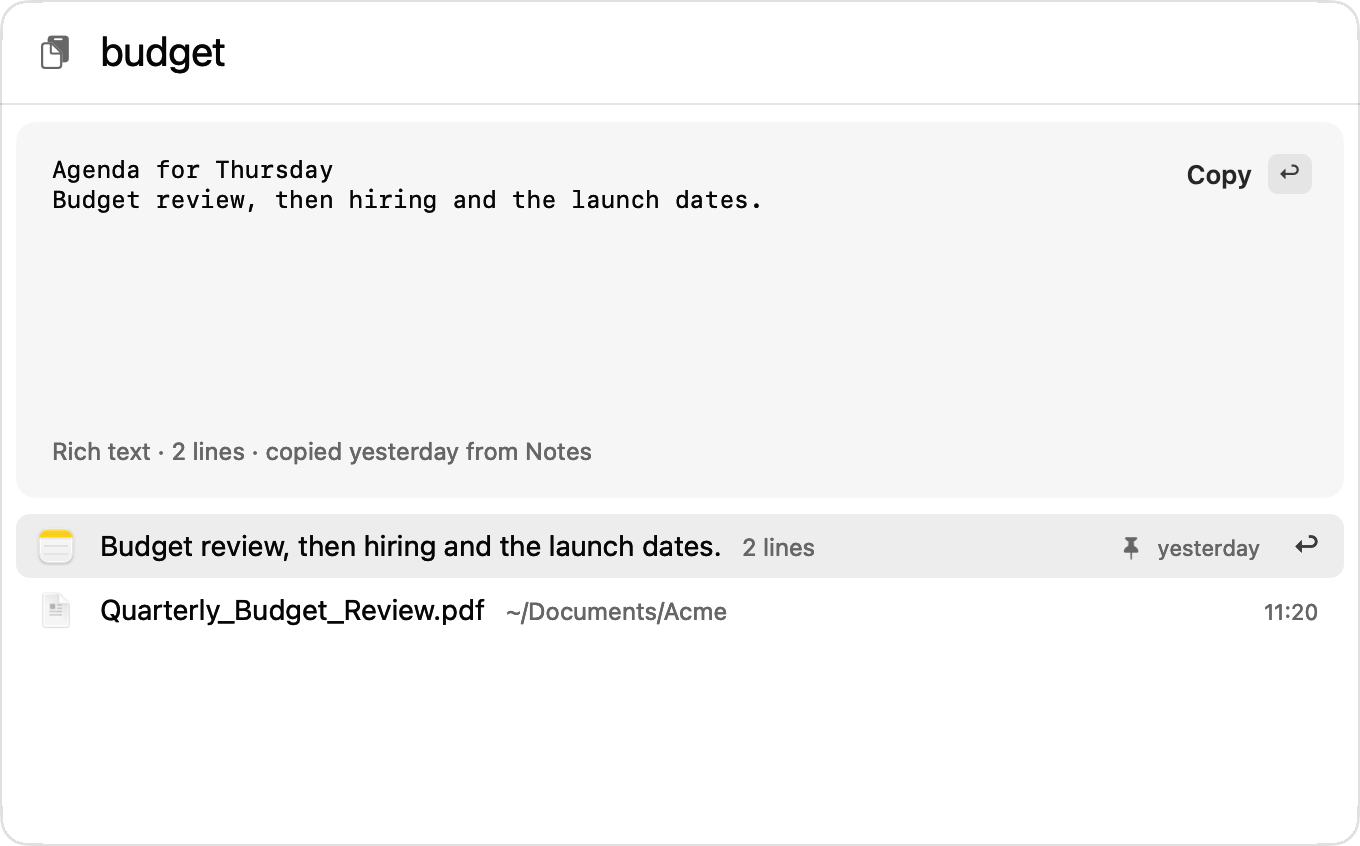 budget
Agenda for Thursday
Budget review, then hiring and the launch dates.
Copy
Rich text · 2 lines · copied yesterday from Notes
Budget review, then hiring and the launch dates. 2 lines yesterday
Quarterly_Budget_Review.pdf ~/Documents/Acme 11:20